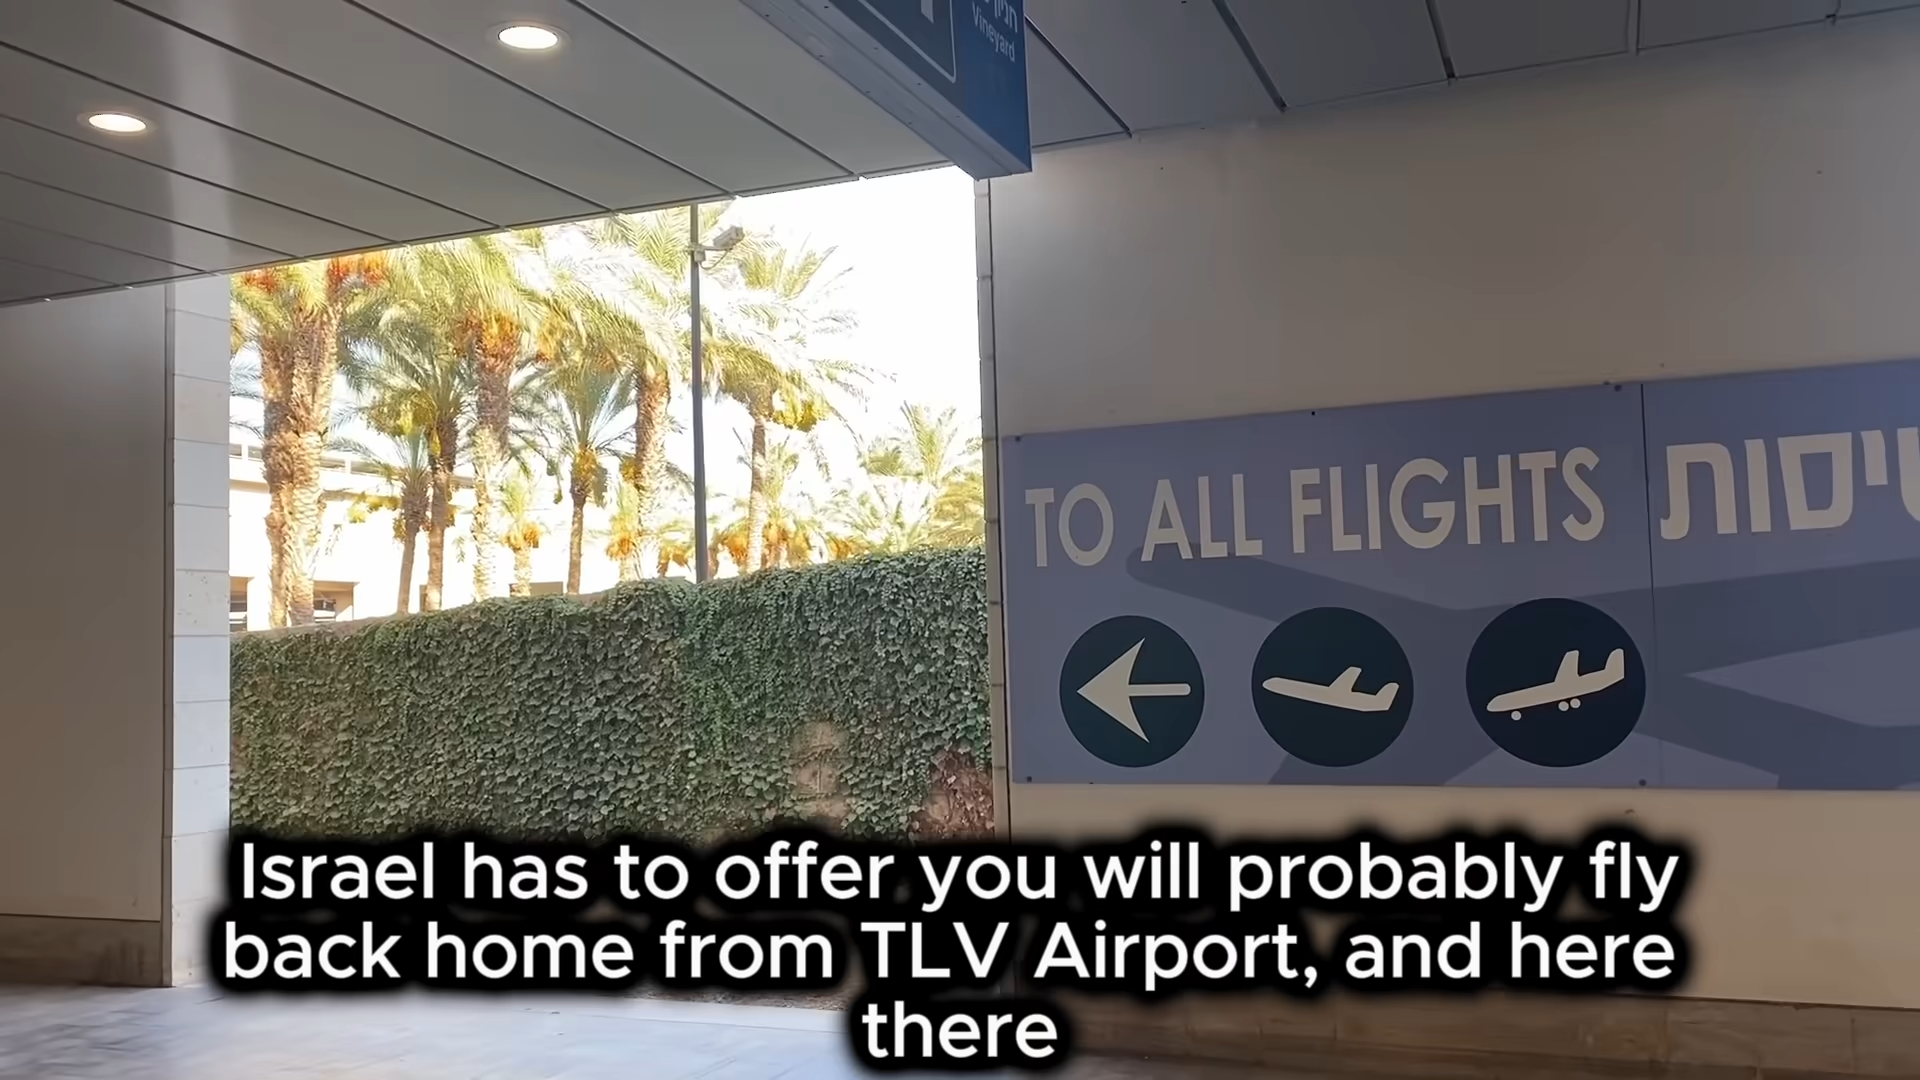 Vineyard
TO ALL FLIGHTS
Israel has to offer you will probably fly
back home from TLV Airport, and here
there